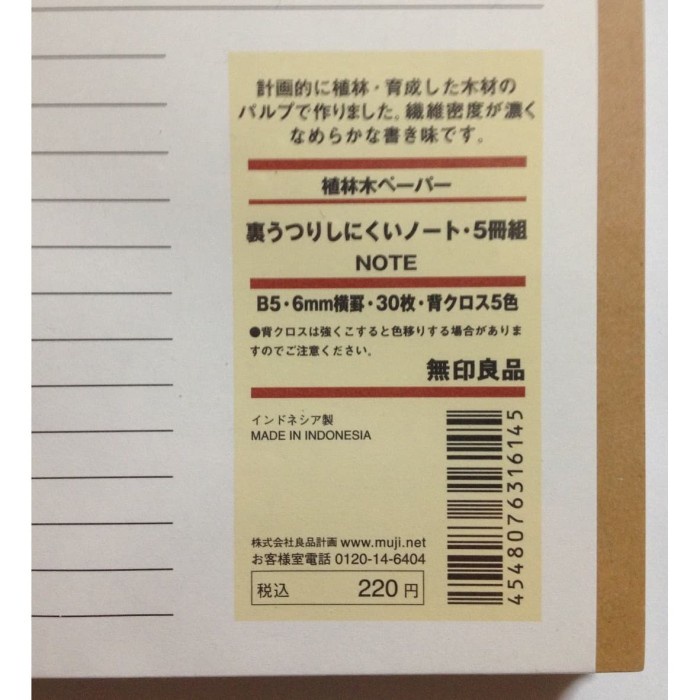 計画的に植林・育成した木材の
パルプで作りました。繊維密度が濃く
なめらかな書き味です。
植林木ペーパー
裏うつりしにくいノート・5冊組
NOTE
B5・6mm横罫・30枚・背クロス5色
●背クロスは強くこすると色移りする場合がありま
すのでご注意ください。
無印良品
インドネシア製
MADE IN INDONESIA
株式会社良品計画 www.muji.net
お客様室電話 0120-14-6404
税込 220円
4548076316145